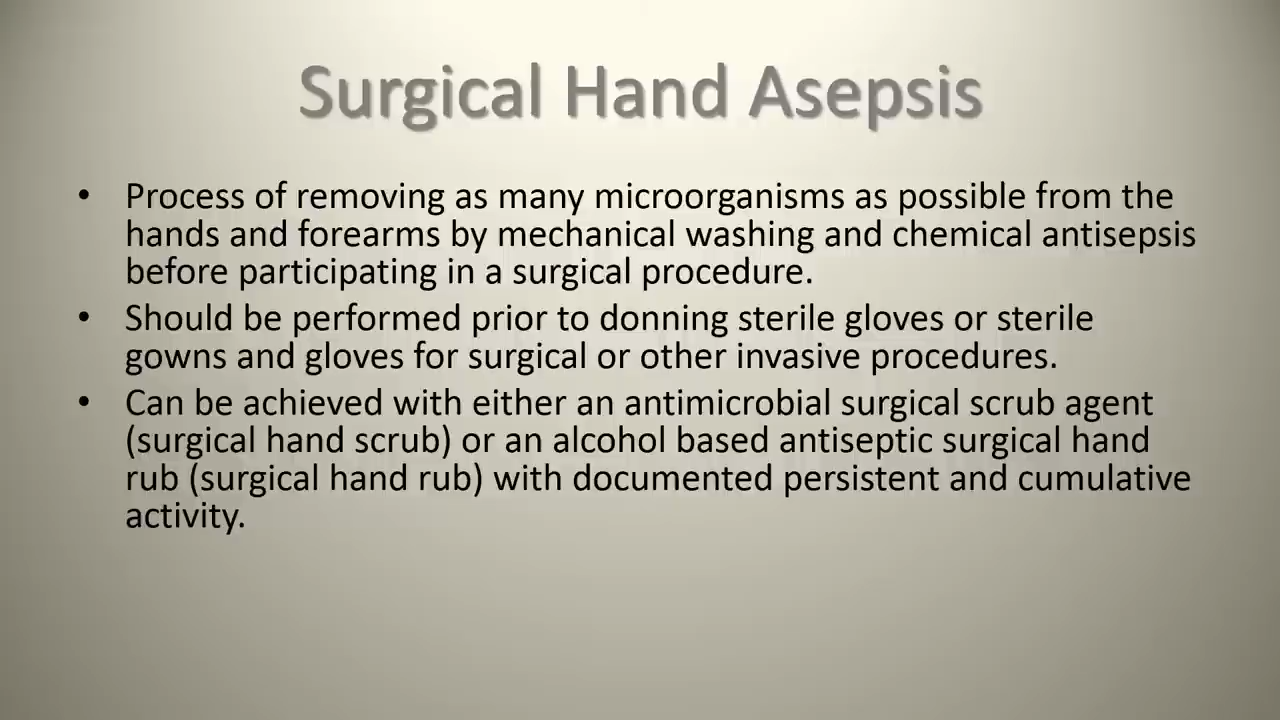 Surgical Hand Asepsis
• Process of removing as many microorganisms as possible from the
hands and forearms by mechanical washing and chemical antisepsis
before participating in a surgical procedure.
• Should be performed prior to donning sterile gloves or sterile
gowns and gloves for surgical or other invasive procedures.
• Can be achieved with either an antimicrobial surgical scrub agent
(surgical hand scrub) or an alcohol based antiseptic surgical hand
rub (surgical hand rub) with documented persistent and cumulative
activity.